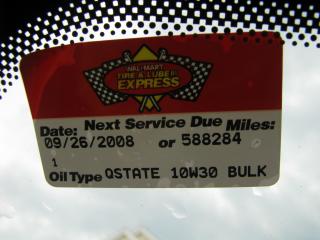 WAL-MART
TIRE & LUBE
EXPRESS
Next Service Due
Date: Miles:
09/26/2008 or 588284
1
Oil Type QSTATE 10W30 BULK